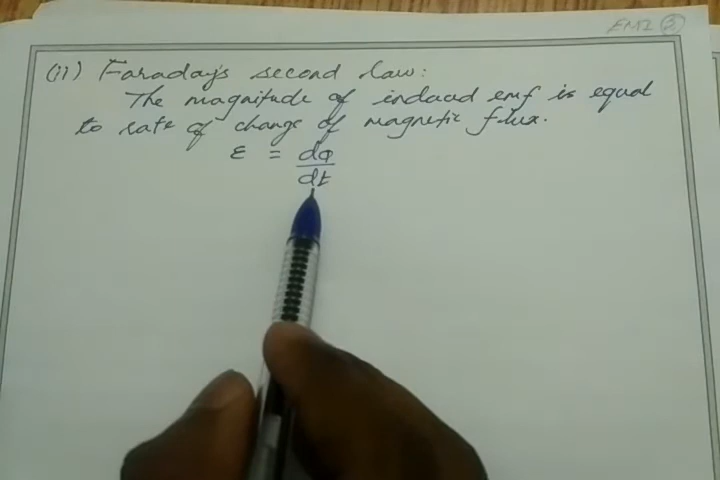 EMI 3
(ii) Faraday's second law:
The magnitude of induced emf is equal
to rate of change of magnetic flux.
ε = dφ
dt